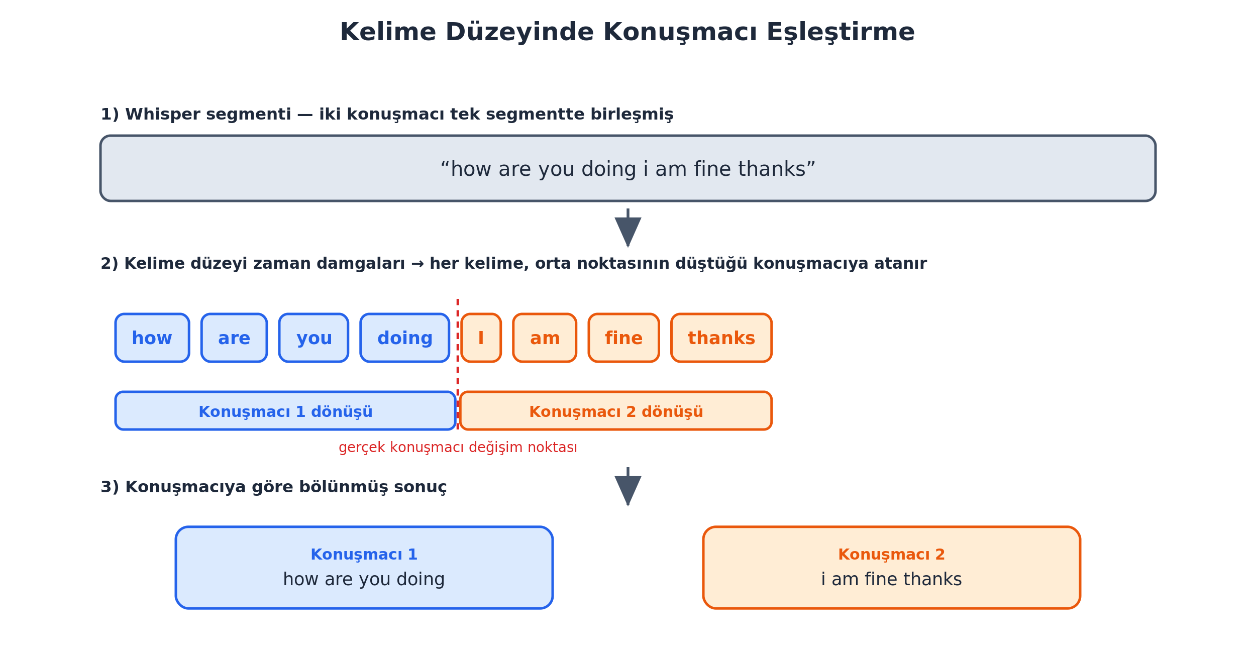 Kelime Düzeyinde Konuşmacı Eşleştirme
1) Whisper segmenti — iki konuşmacı tek segmentte birleşmiş
“how are you doing i am fine thanks”
2) Kelime düzeyi zaman damgaları → her kelime, orta noktasının düştüğü konuşmacıya atanır
how are you doing I am fine thanks
Konuşmacı 1 dönüşü Konuşmacı 2 dönüşü
gerçek konuşmacı değişim noktası
3) Konuşmacıya göre bölünmüş sonuç
Konuşmacı 1
how are you doing
Konuşmacı 2
i am fine thanks